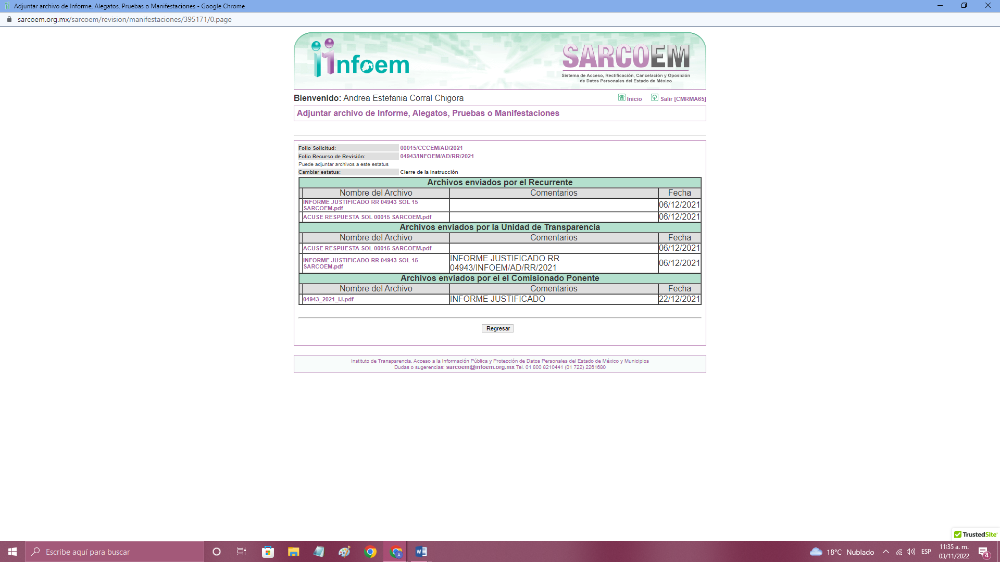 Adjuntar archivo de Informe, Alegatos, Pruebas o Manifestaciones - Google Chrome
sarcoem.org.mx/sarcoem/revision/manifestaciones/395171/0.page
infoem
SARCOEM
Sistema de Acceso, Rectificación, Cancelación y Oposición
de Datos Personales del Estado de México
Bienvenido: Andrea Estefania Corral Chigora
Inicio
Salir [CMRMA65]
Adjuntar archivo de Informe, Alegatos, Pruebas o Manifestaciones
Folio Solicitud: 00015/CCCEM/AD/2021
Folio Recurso de Revisión: 04943/INFOEM/AD/RR/2021
Puede adjuntar archivos a este estatus
Cambiar estatus: Cierre de la instrucción
Archivos enviados por el Recurrente
Nombre del Archivo Comentarios Fecha
INFORME JUSTIFICADO RR 04943 SOL 15
SARCOEM.pdf
06/12/2021
ACUSE RESPUESTA SOL 00015 SARCOEM.pdf 06/12/2021
Archivos enviados por la Unidad de Transparencia
Nombre del Archivo Comentarios Fecha
ACUSE RESPUESTA SOL 00015 SARCOEM.pdf 06/12/2021
INFORME JUSTIFICADO RR 04943 SOL 15
SARCOEM.pdf
INFORME JUSTIFICADO RR
04943/INFOEM/AD/RR/2021
06/12/2021
Archivos enviados por el el Comisionado Ponente
Nombre del Archivo Comentarios Fecha
04943_2021_IJ.pdf INFORME JUSTIFICADO 22/12/2021
Regresar
Instituto de Transparencia, Acceso a la Información Pública y Protección de Datos Personales del Estado de México y Municipios
Dudas o sugerencias: sarcoem@infoem.org.mx Tel. 01 800 8210441 (01 722) 2261680
TrustedSite
Escribe aquí para buscar
A
W
18°C Nublado
ESP
11:35 a. m.
03/11/2022
4